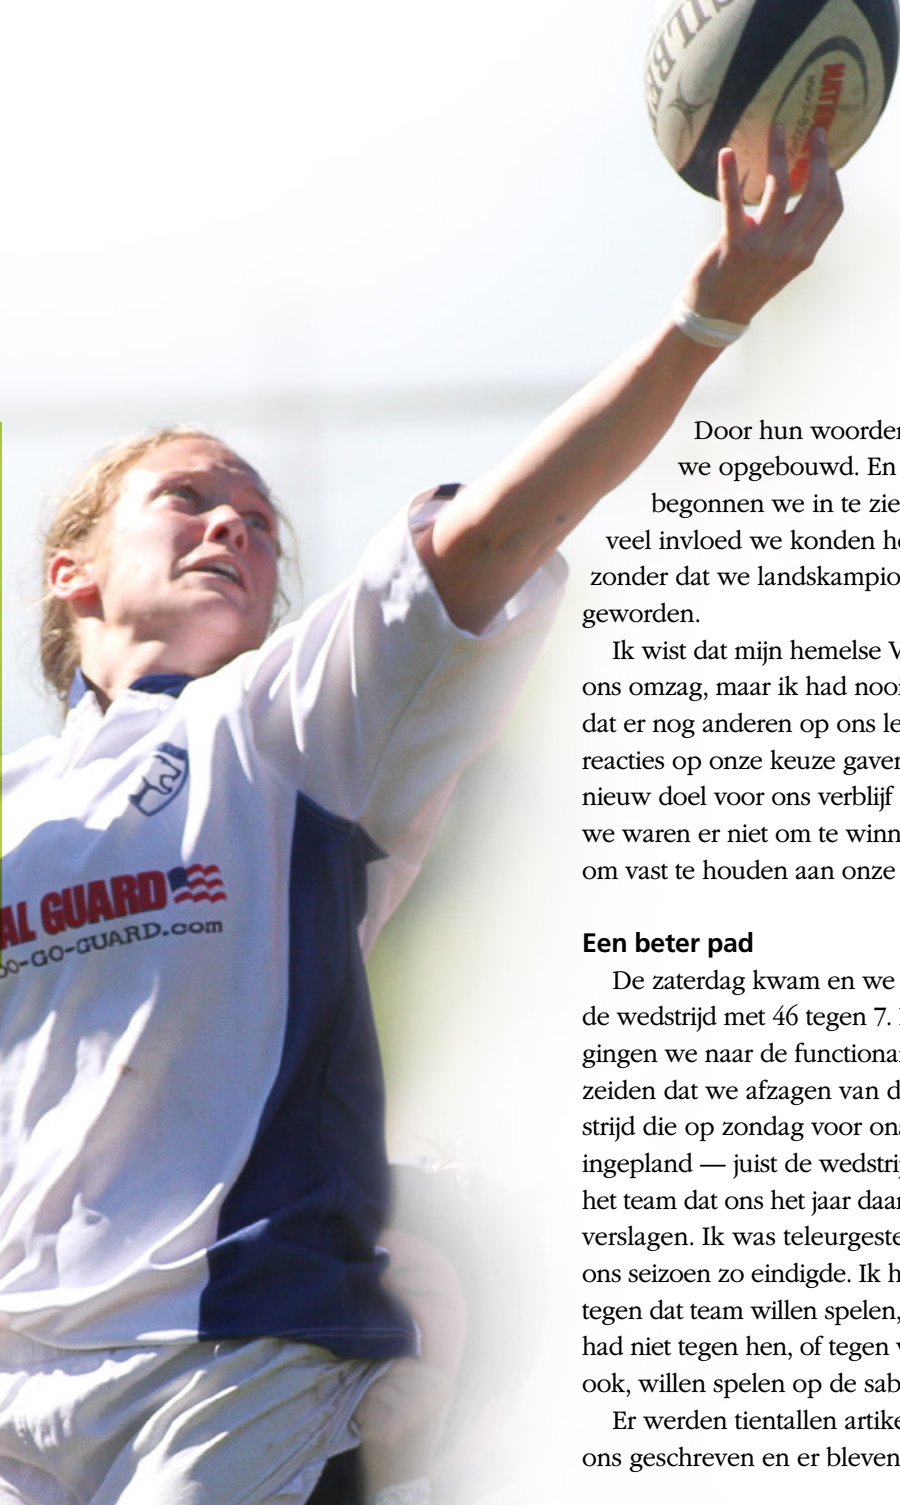 Door hun woorden
we opgebouwd. En
begonnen we in te zie
veel invloed we konden he
zonder dat we landskampio
geworden.
Ik wist dat mijn hemelse V
ons omzag, maar ik had nooi
dat er nog anderen op ons le
reacties op onze keuze gaven
nieuw doel voor ons verblijf
we waren er niet om te winn
om vast te houden aan onze
Een beter pad
De zaterdag kwam en we
de wedstrijd met 46 tegen 7.
gingen we naar de functionar
zeiden dat we afzagen van d
strijd die op zondag voor ons
ingepland — juist de wedstrij
het team dat ons het jaar daar
verslagen. Ik was teleurgeste
ons seizoen zo eindigde. Ik h
tegen dat team willen spelen,
had niet tegen hen, of tegen w
ook, willen spelen op de sab
Er werden tientallen artike
ons geschreven en er bleven
AL GUARD
00-GO-GUARD.com